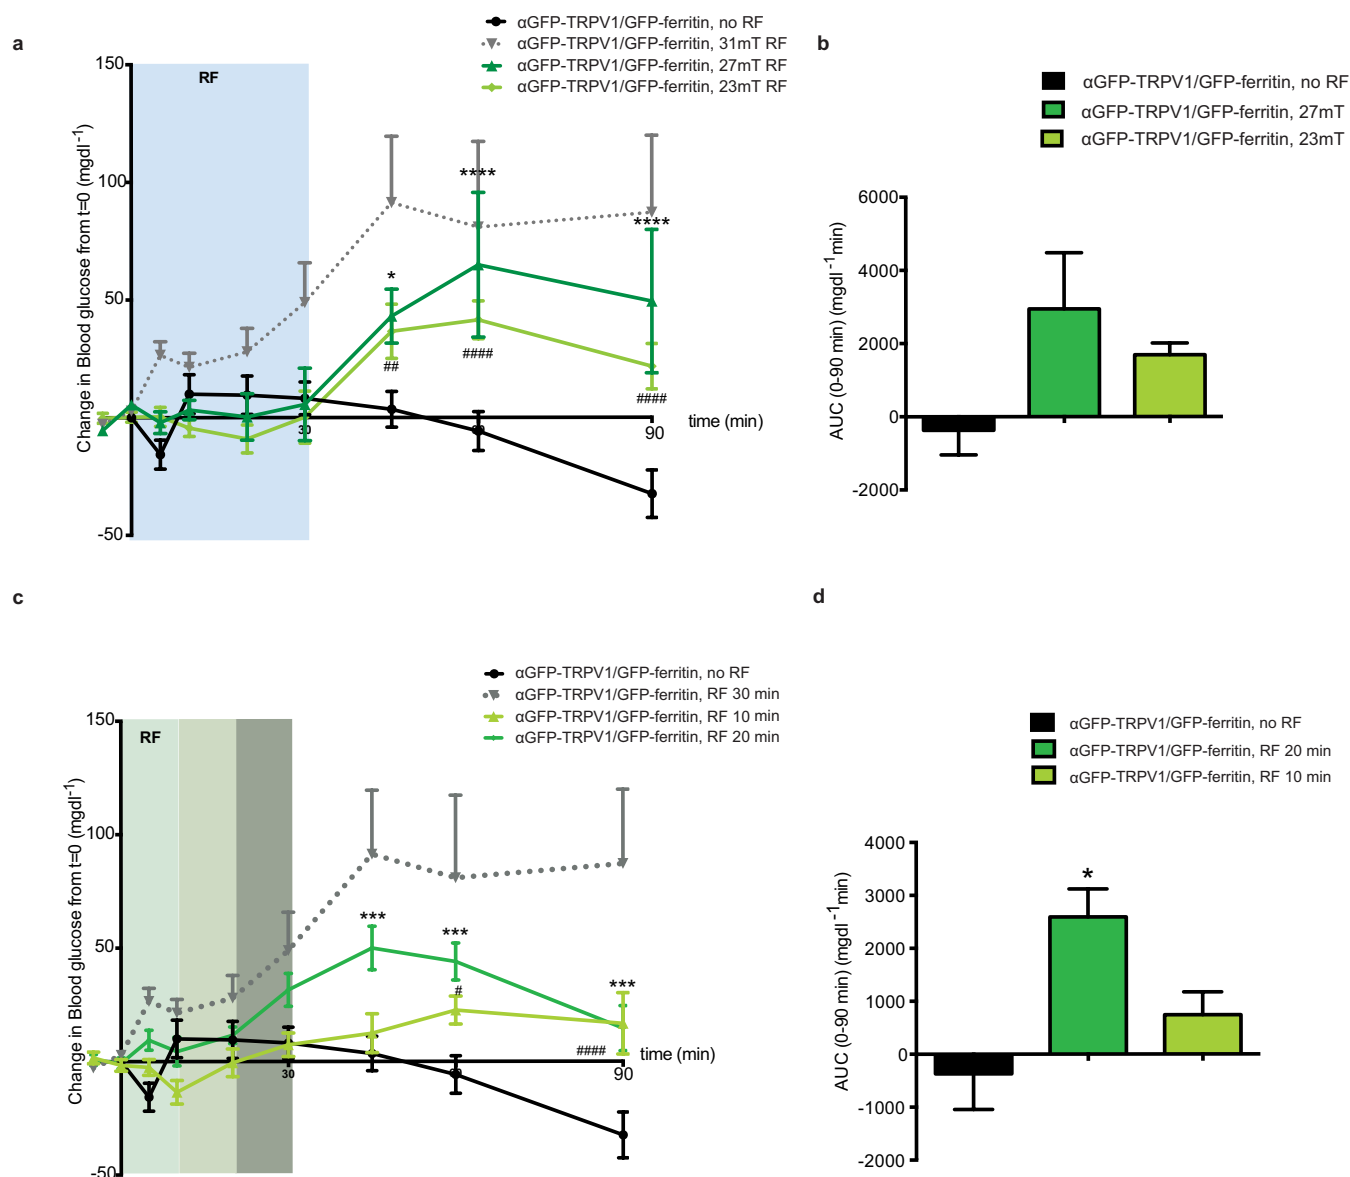 a
αGFP-TRPV1/GFP-ferritin, no RF
αGFP-TRPV1/GFP-ferritin, 31mT RF
αGFP-TRPV1/GFP-ferritin, 27mT RF
αGFP-TRPV1/GFP-ferritin, 23mT RF
Change in Blood glucose from t=0 (mgdl⁻¹)
150
100
50
-50
RF
*
****
****
##
####
####
30
90
time (min)
b
αGFP-TRPV1/GFP-ferritin, no RF
αGFP-TRPV1/GFP-ferritin, 27mT
αGFP-TRPV1/GFP-ferritin, 23mT
AUC (0-90 min) (mgdl⁻¹min)
6000
4000
2000
0
-2000
c
αGFP-TRPV1/GFP-ferritin, no RF
αGFP-TRPV1/GFP-ferritin, RF 30 min
αGFP-TRPV1/GFP-ferritin, RF 10 min
αGFP-TRPV1/GFP-ferritin, RF 20 min
Change in Blood glucose from t=0 (mgdl⁻¹)
150
100
50
-50
RF
***
***
***
#
####
30
90
time (min)
d
αGFP-TRPV1/GFP-ferritin, no RF
αGFP-TRPV1/GFP-ferritin, RF 20 min
αGFP-TRPV1/GFP-ferritin, RF 10 min
AUC (0-90 min) (mgdl⁻¹min)
4000
3000
2000
1000
0
-1000
-2000
*